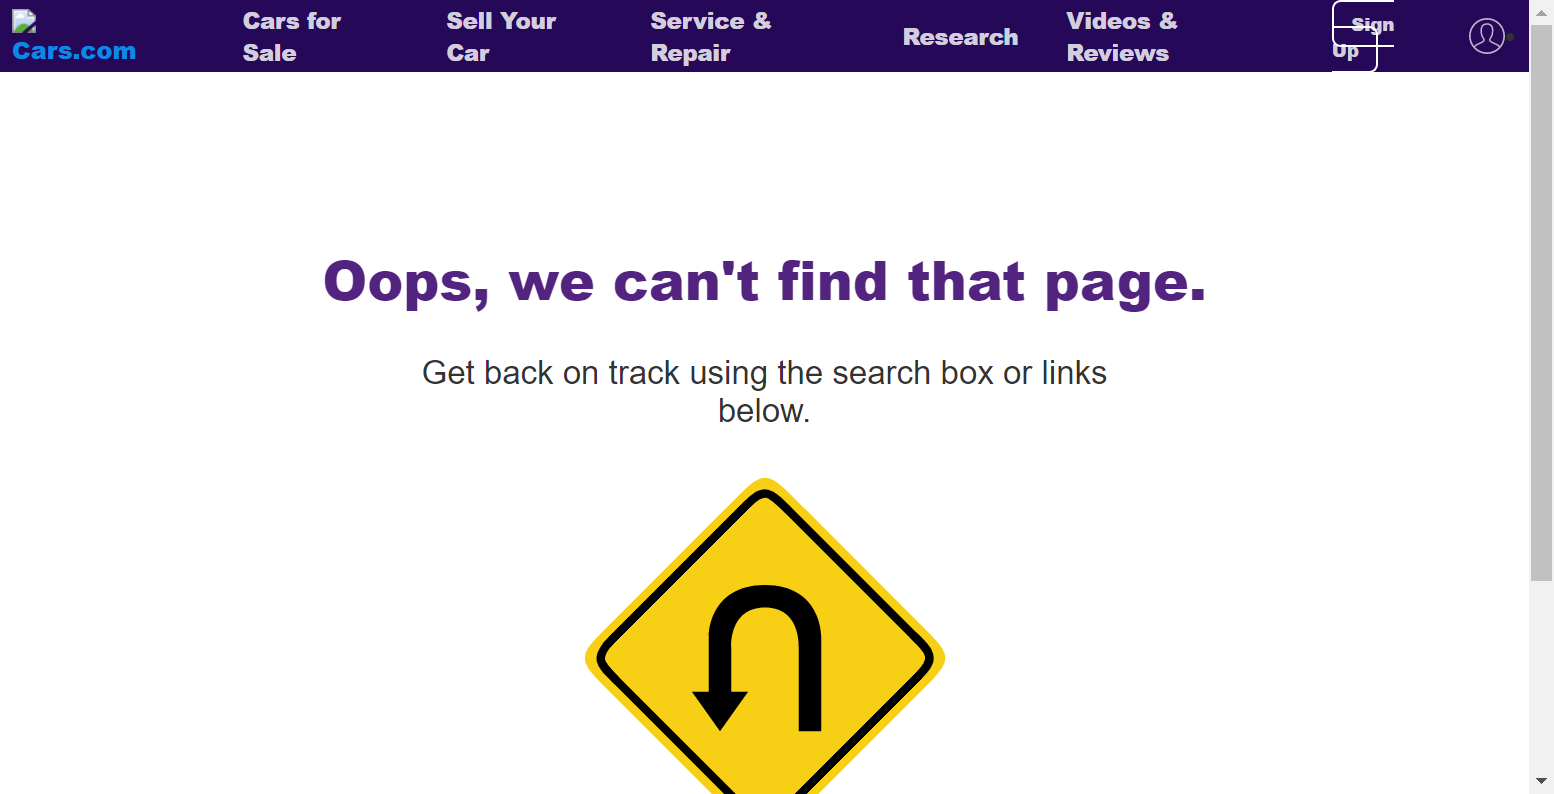 Cars.com
Cars for
Sale
Sell Your
Car
Service &
Repair
Research
Videos &
Reviews
Sign
Up
Oops, we can't find that page.
Get back on track using the search box or links
below.